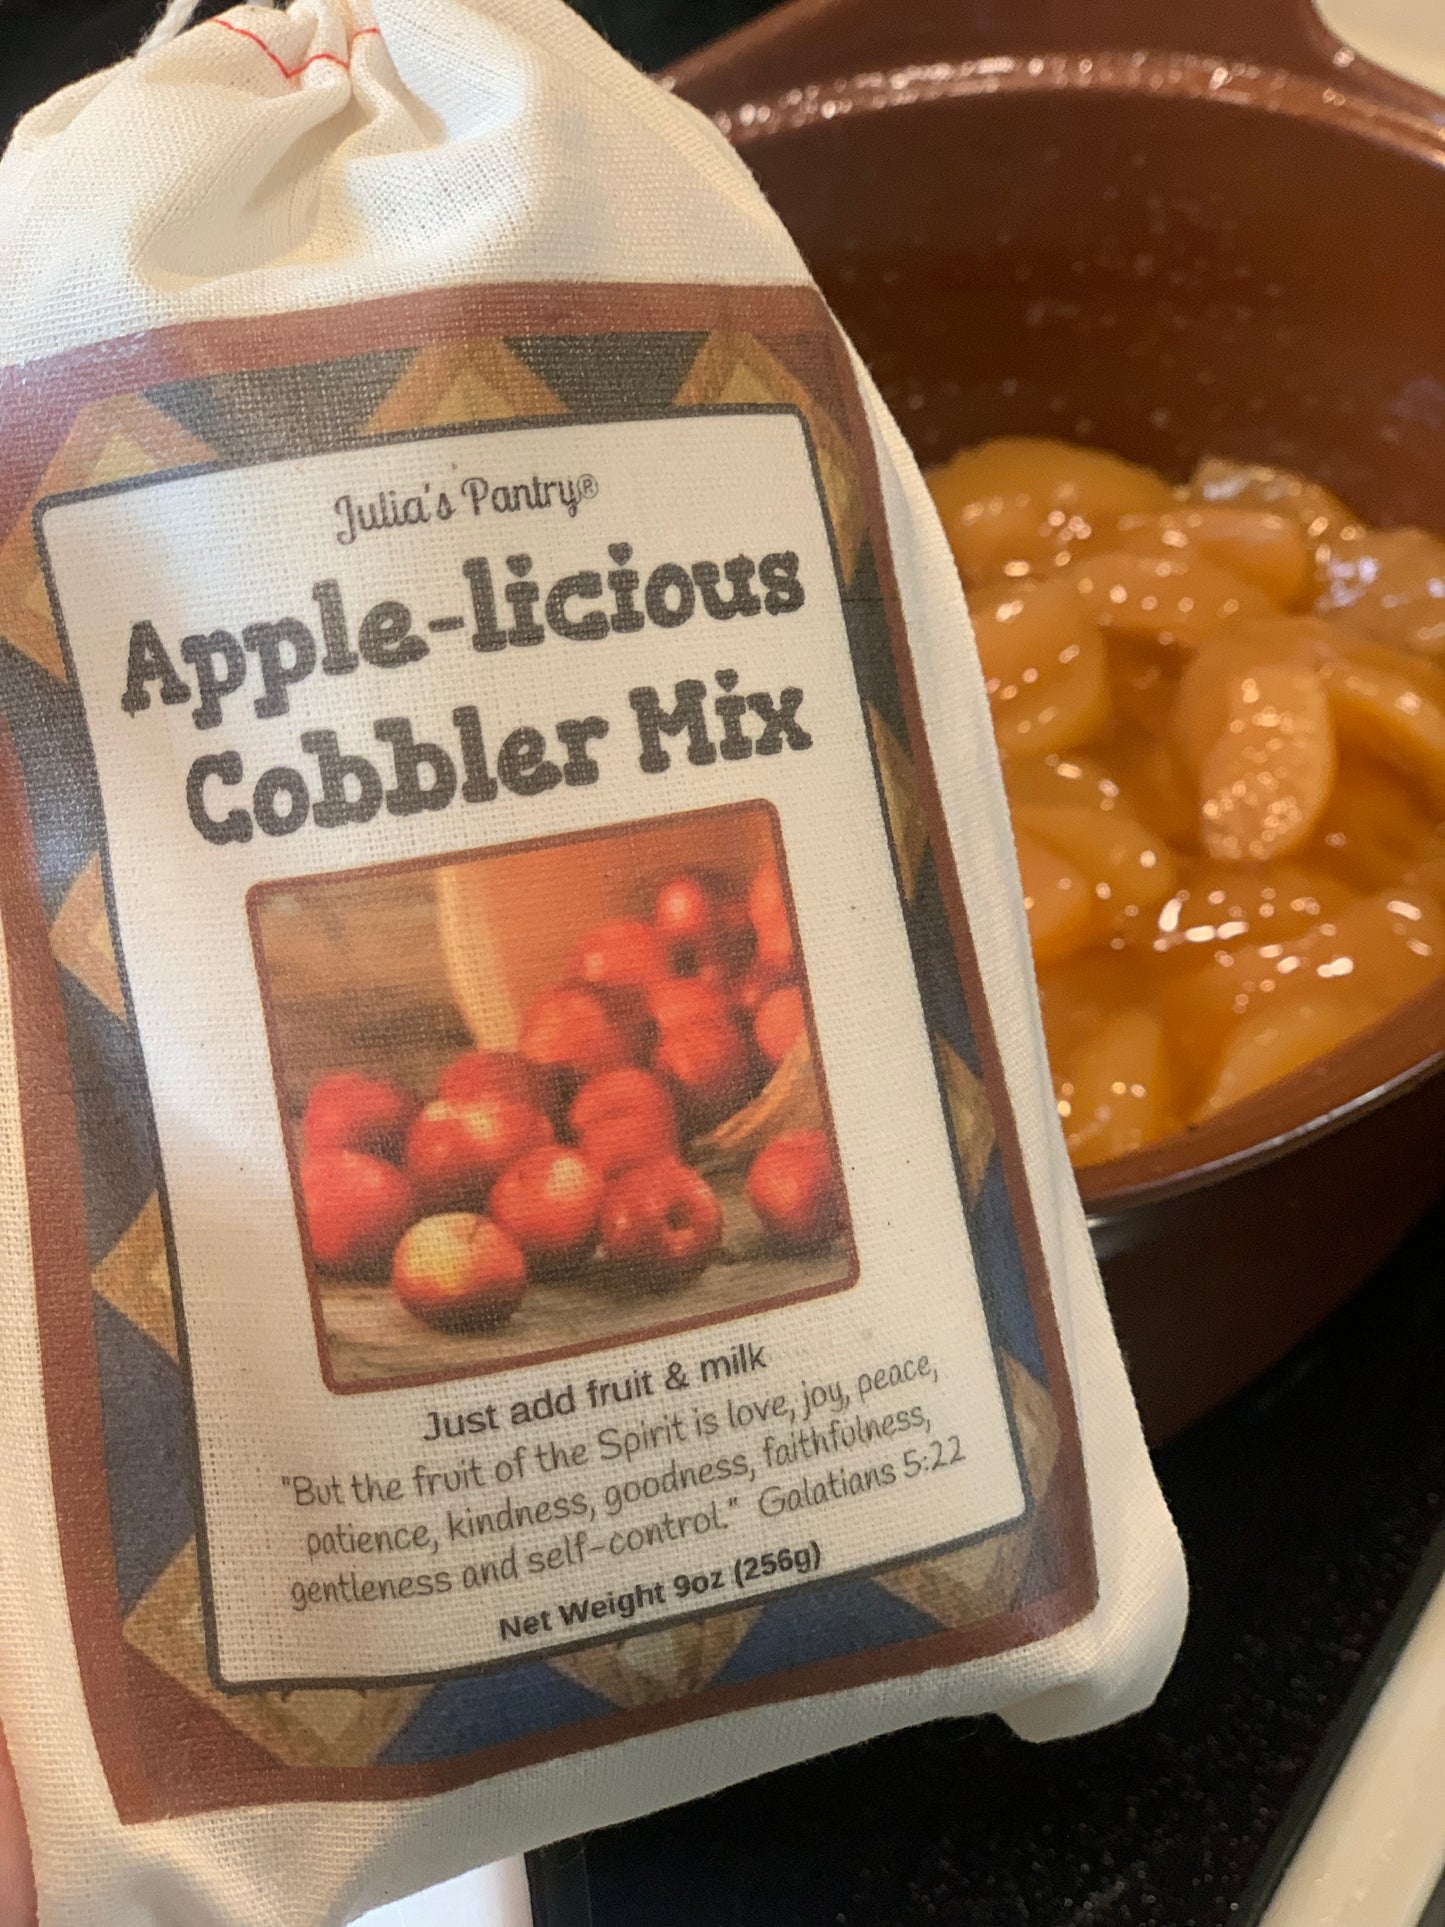 Julia's Pantry®
Apple-licious
Cobbler Mix
Just add fruit & milk
"But the fruit of the Spirit is love, joy, peace,
patience, kindness, goodness, faithfulness,
gentleness and self-control." Galatians 5:22
Net Weight 9oz (256g)